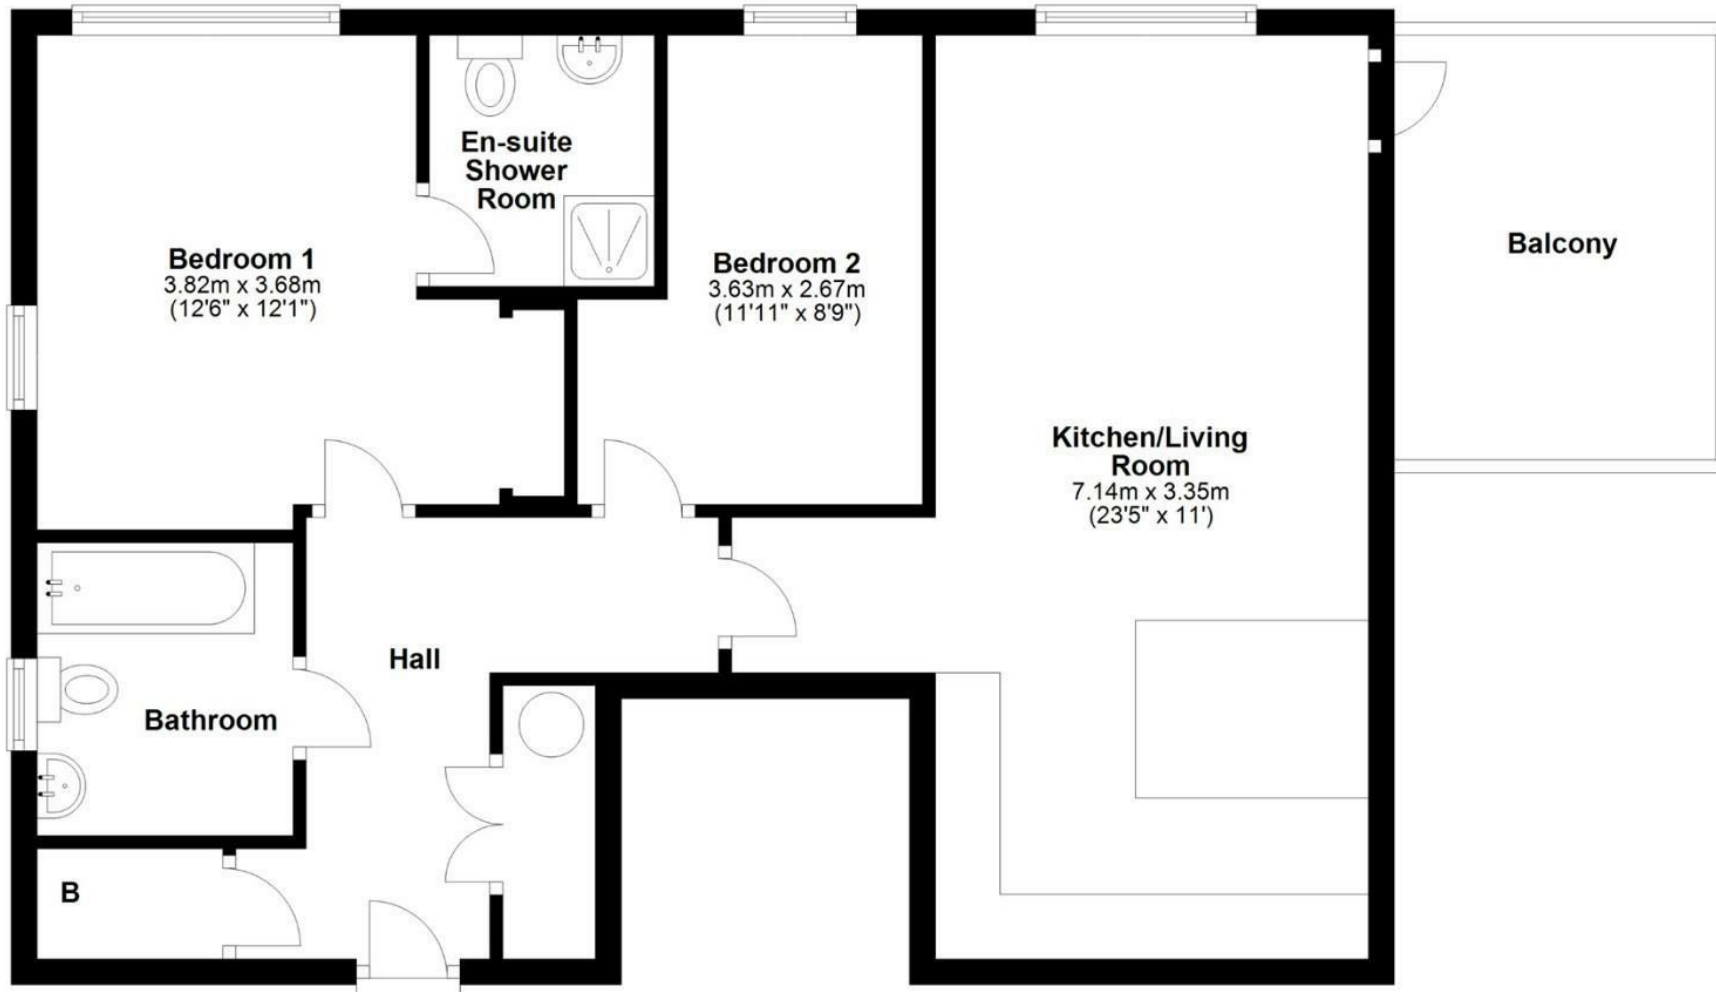 En-suite
Shower
Room
Bedroom 1
3.82m x 3.68m
(12'6" x 12'1")
Bedroom 2
3.63m x 2.67m
(11'11" x 8'9")
Balcony
Kitchen/Living
Room
7.14m x 3.35m
(23'5" x 11')
Hall
Bathroom
B